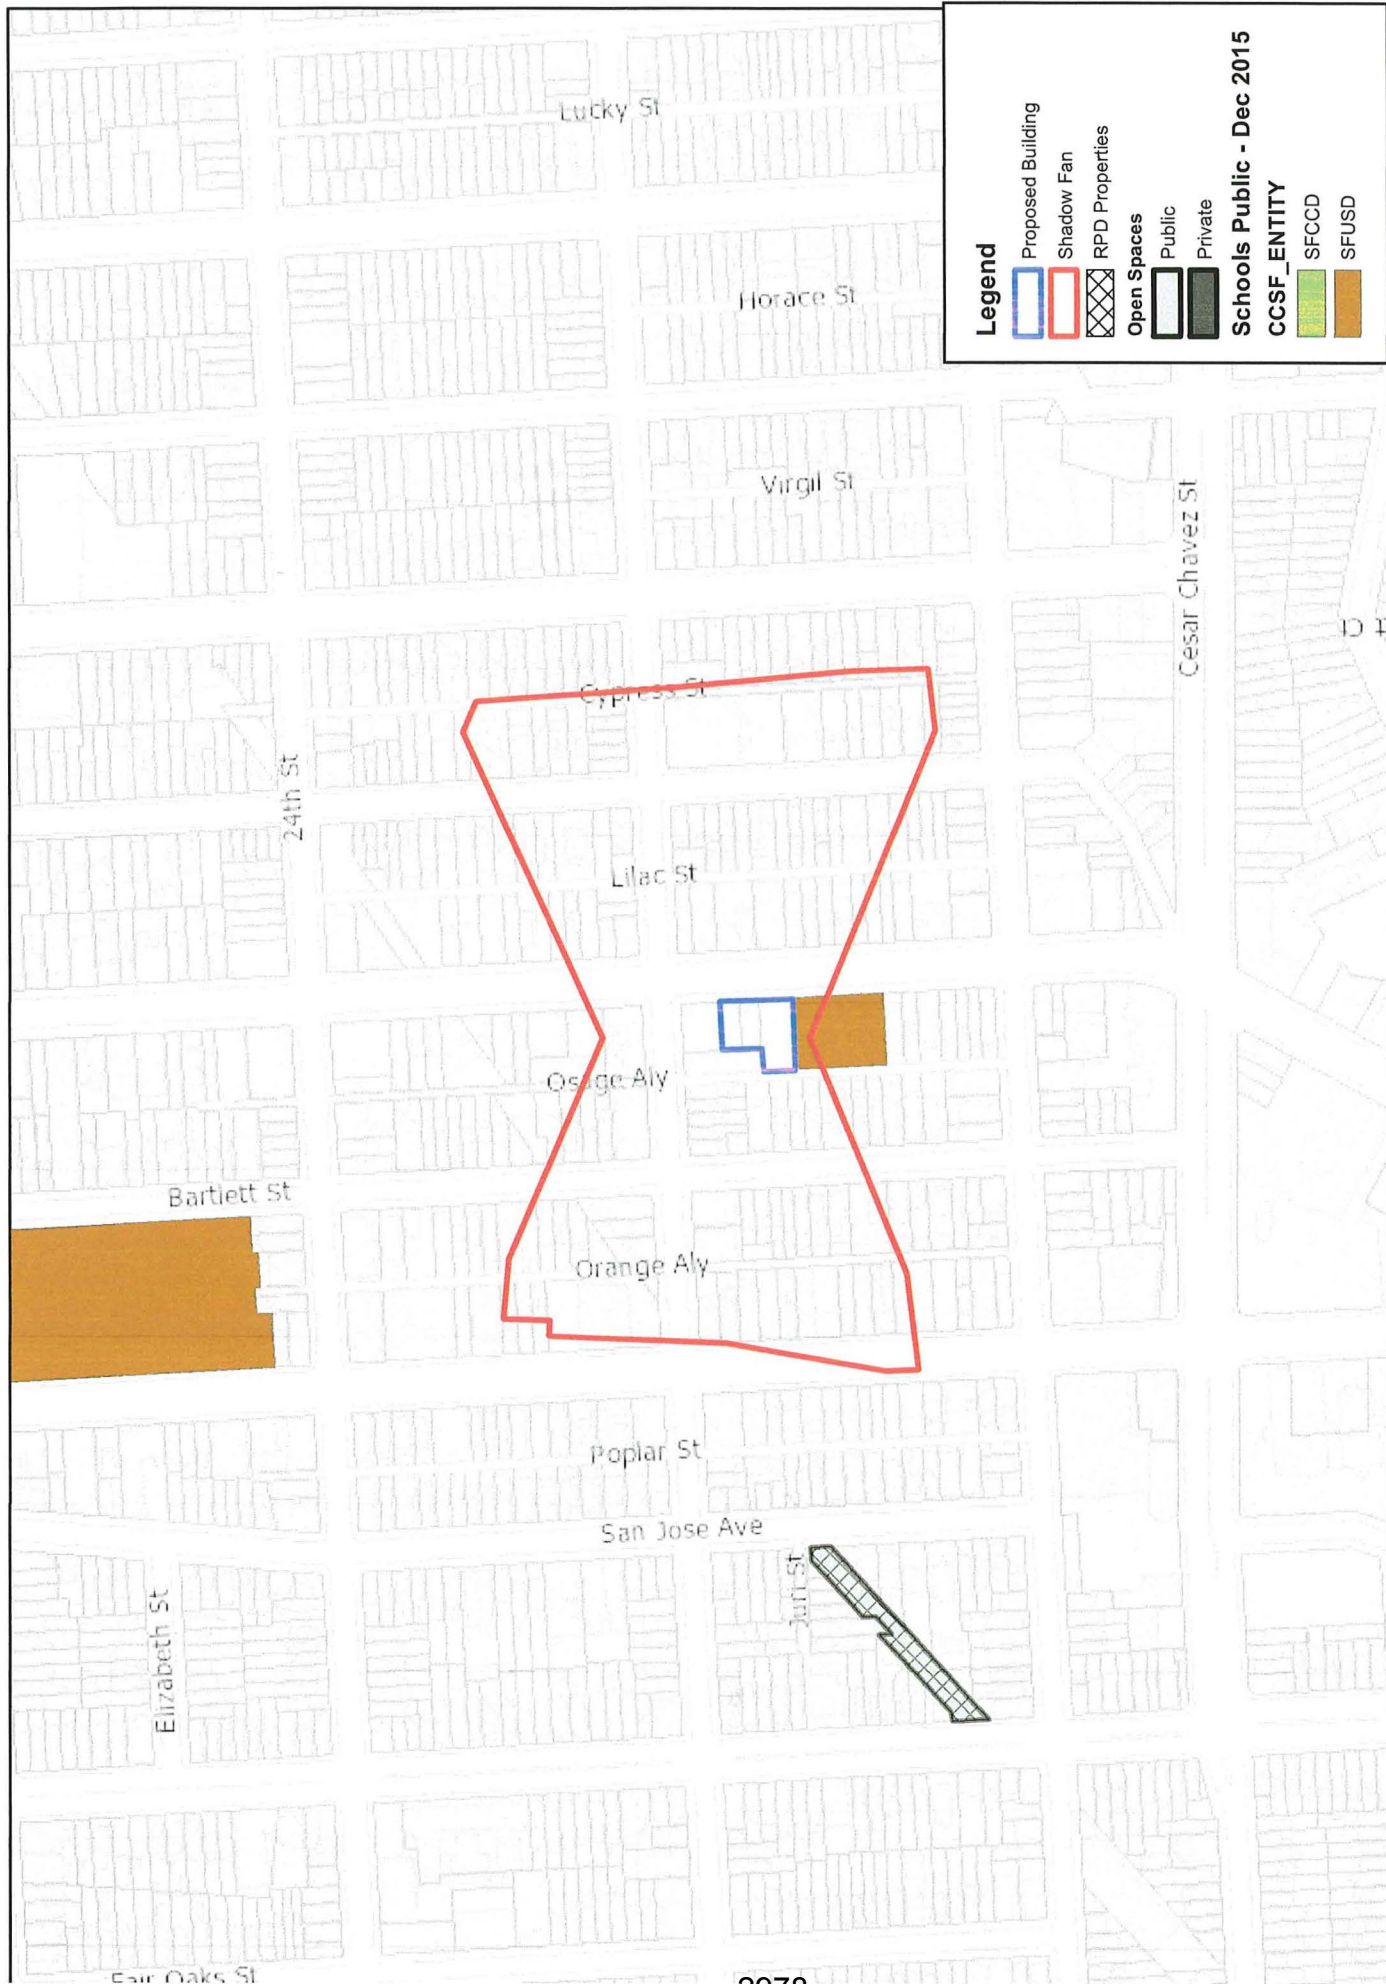 Lucky St
Horace St
Virgil St
Cesar Chavez St
Cypress St
24th St
Lilac St
Osage Aly
Bartlett St
Orange Aly
Poplar St
San Jose Ave
Juri St
Elizabeth St
Fair Oaks St
Legend
Proposed Building
Shadow Fan
RPD Properties
Open Spaces
Public
Private
Schools Public - Dec 2015
CCSF_ENTITY
SFCCD
SFUSD